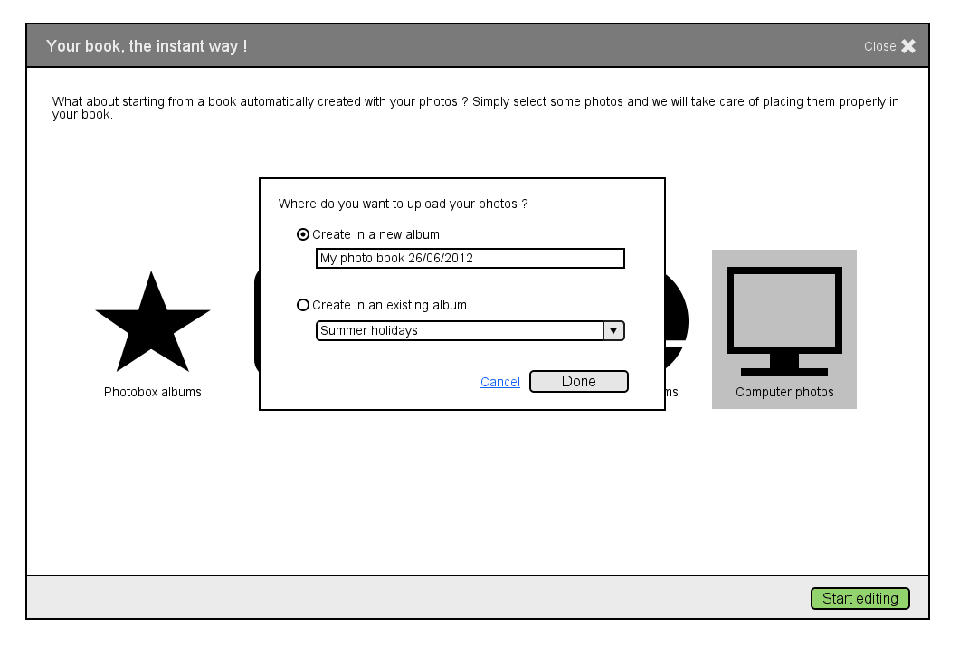 Your book, the instant way !
Close
What about starting from a book automatically created with your photos ? Simply select some photos and we will take care of placing them properly in
your book.
Where do you want to upload your photos ?
Create in a new album
My photo book 26/06/2012
Create in an existing album
Summer holidays
Cancel Done
Photobox albums
Computer photos
Start editing